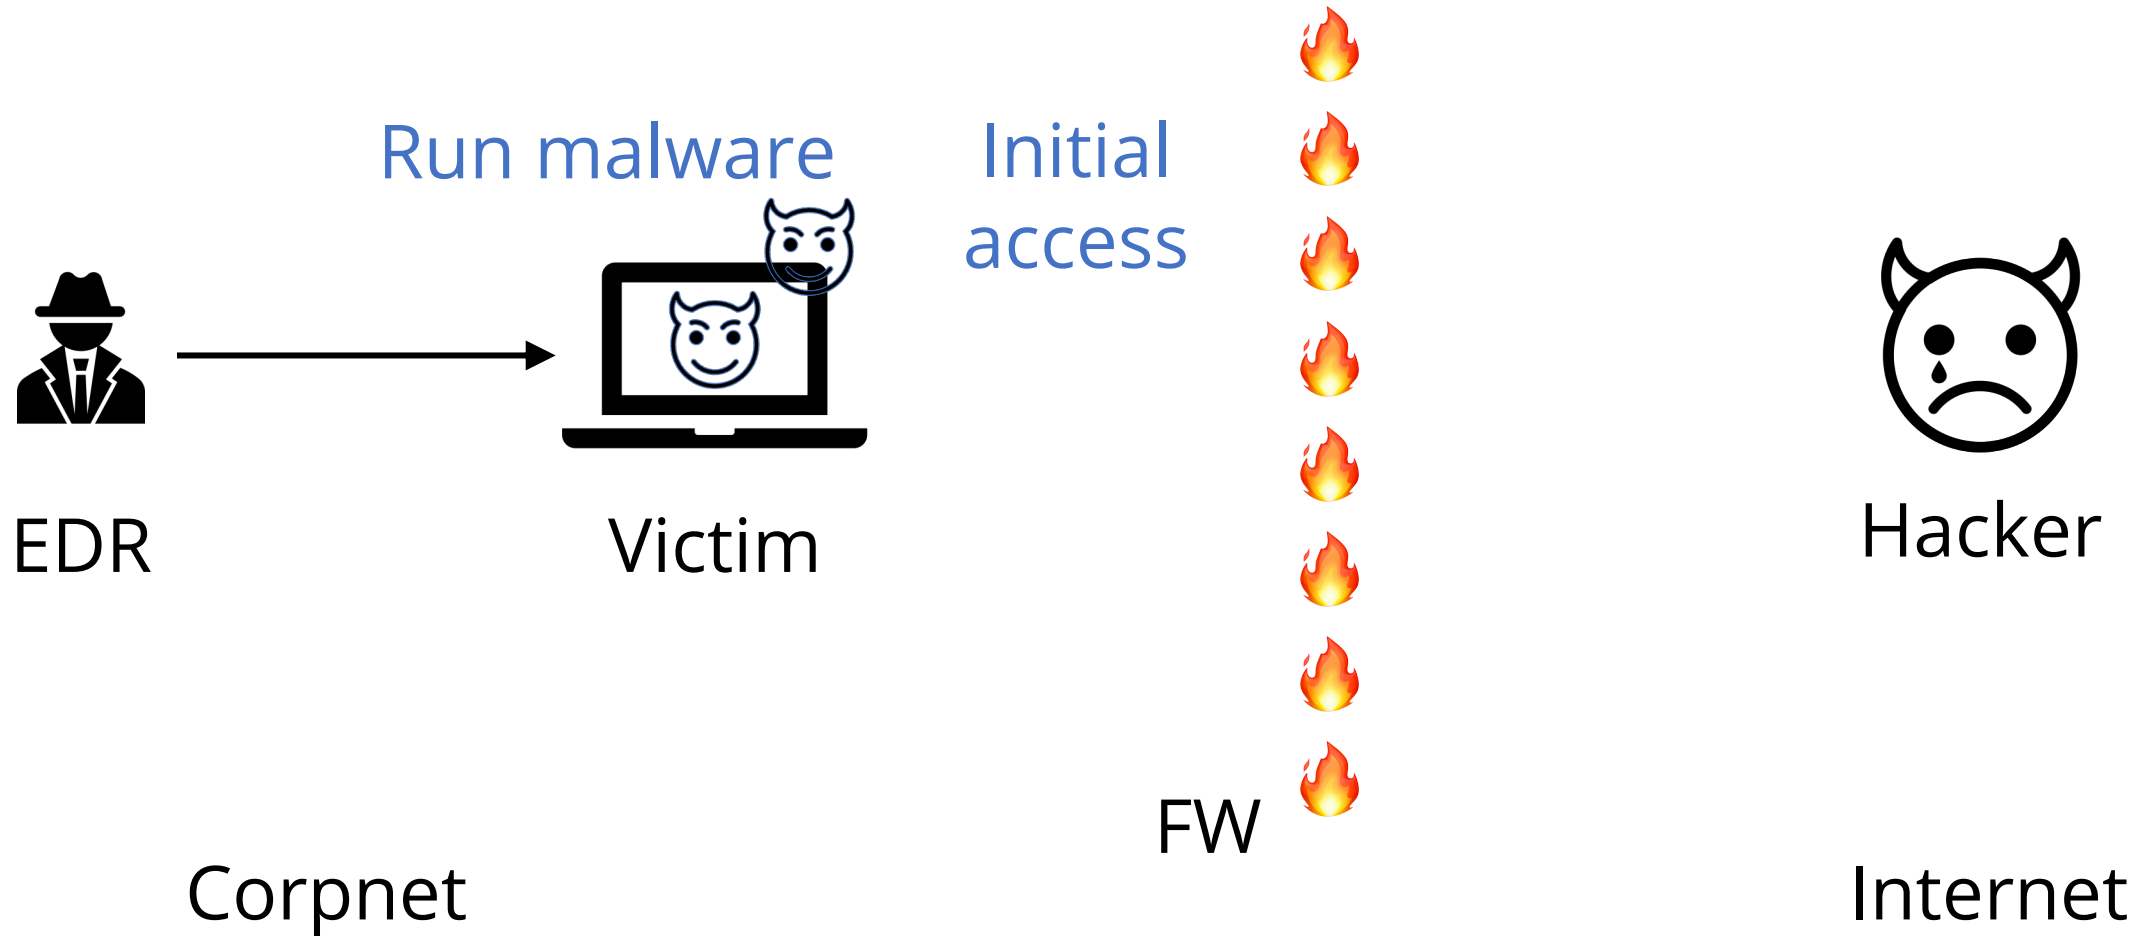 Run malware
Initial
access
EDR
Victim
Hacker
FW
Corpnet
Internet